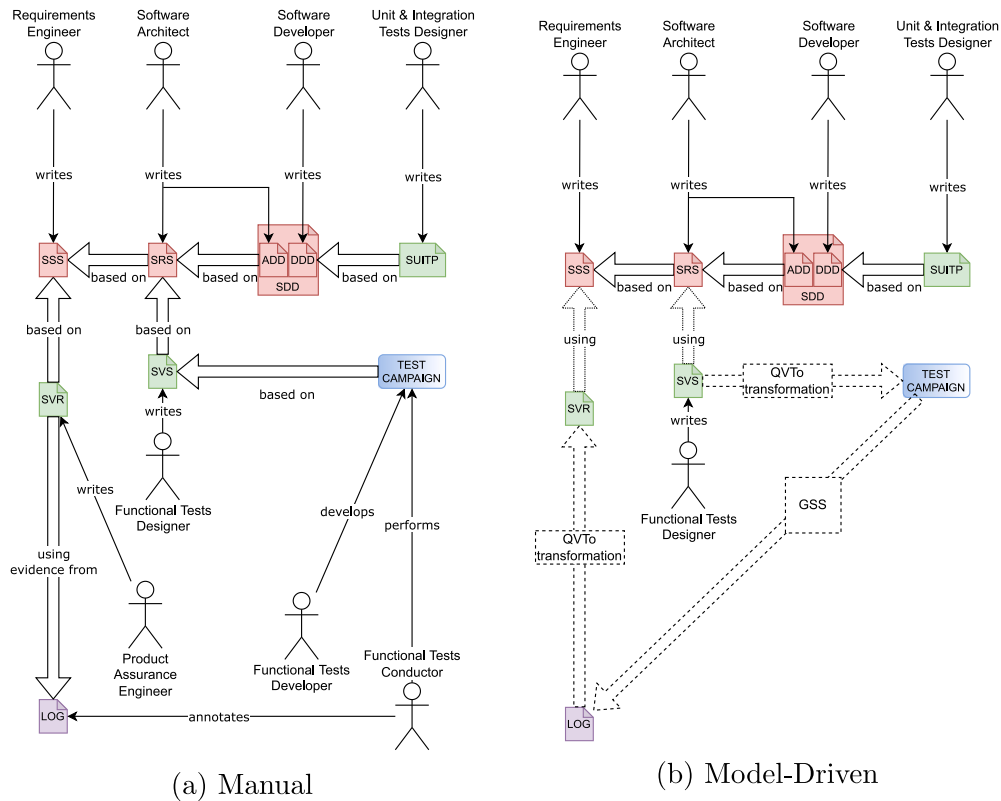 Requirements
Engineer
Software
Architect
Software
Developer
Unit & Integration
Tests Designer
writes
writes
writes
writes
SSS
SRS
ADD
DDD
SDD
SUITP
based on
based on
based on
based on
based on
SVS
TEST
CAMPAIGN
based on
SVR
writes
Functional Tests
Designer
writes
develops
performs
using
evidence from
Product
Assurance
Engineer
Functional Tests
Developer
Functional Tests
Conductor
LOG
annotates
(a) Manual
Requirements
Engineer
Software
Architect
Software
Developer
Unit & Integration
Tests Designer
writes
writes
writes
writes
SSS
SRS
ADD
DDD
SDD
SUITP
based on
based on
based on
using
using
SVS
QVTo
transformation
TEST
CAMPAIGN
SVR
writes
Functional Tests
Designer
GSS
QVTo
transformation
LOG
(b) Model-Driven